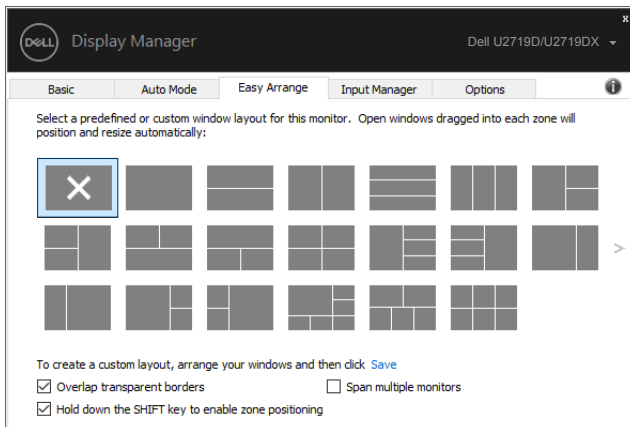 x
DELL Display Manager Dell U2719D/U2719DX
Basic Auto Mode Easy Arrange Input Manager Options i
Select a predefined or custom window layout for this monitor. Open windows dragged into each zone will
position and resize automatically:
>
To create a custom layout, arrange your windows and then click Save
Overlap transparent borders Span multiple monitors
Hold down the SHIFT key to enable zone positioning